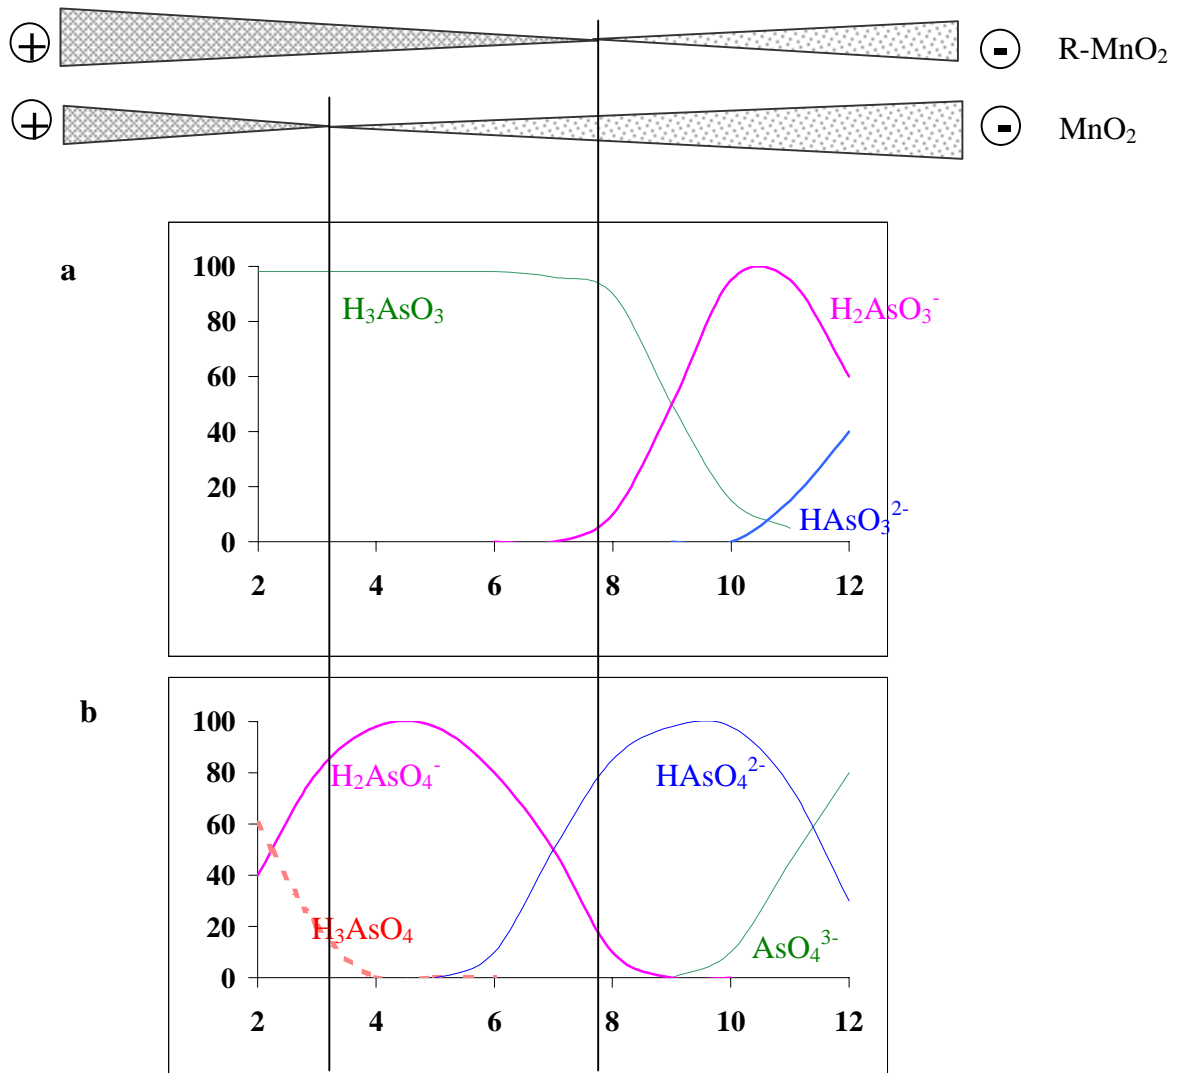 + - R-MnO₂
+ - MnO₂
a
100
80
60
40
20
0
2 4 6 8 10 12
H₃AsO₃
H₂AsO₃⁻
HAsO₃²⁻
b
100
80
60
40
20
0
2 4 6 8 10 12
H₂AsO₄⁻
HAsO₄²⁻
H₃AsO₄
AsO₄³⁻